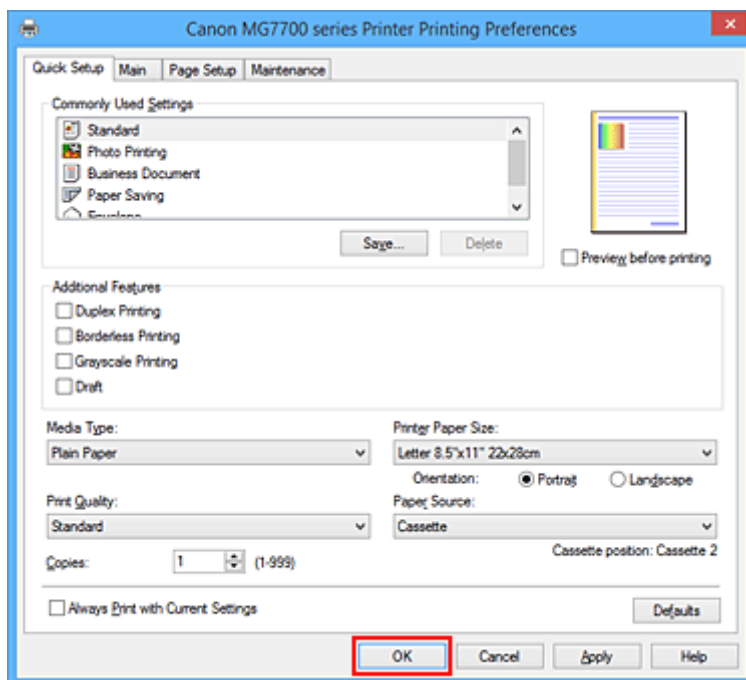 Canon MG7700 series Printer Printing Preferences
Quick Setup Main Page Setup Maintenance
Commonly Used Settings
Standard
Photo Printing
Business Document
Paper Saving
Envelope
Save... Delete
Preview before printing
Additional Features
Duplex Printing
Borderless Printing
Grayscale Printing
Draft
Media Type: Printer Paper Size:
Plain Paper Letter 8.5"x11" 22x28cm
Orientation: Portrait Landscape
Print Quality: Paper Source:
Standard Cassette
Cassette position: Cassette 2
Copies: 1 (1-999)
Always Print with Current Settings Defaults
OK Cancel Apply Help